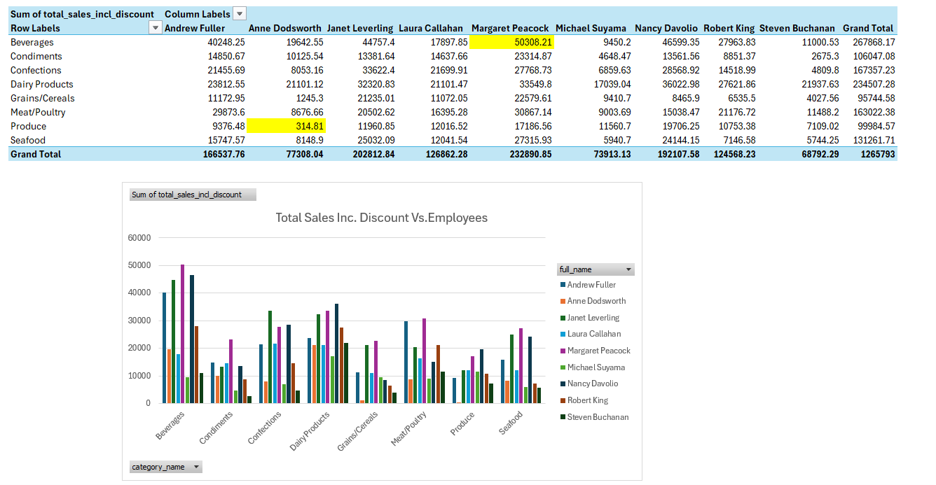 Sum of total_sales_incl_discount Column Labels
Row Labels Andrew Fuller Anne Dodsworth Janet Leverling Laura Callahan Margaret Peacock Michael Suyama Nancy Davolio Robert King Steven Buchanan Grand Total
Beverages 40248.25 19642.55 44757.4 17897.85 50308.21 9450.2 46599.35 27963.83 11000.53 267868.17
Condiments 14850.67 10125.54 13381.64 14637.66 23314.87 4648.47 13561.56 8851.37 2675.3 106047.08
Confections 21455.69 8053.16 33622.4 21699.91 27768.73 6859.63 28568.92 14518.99 4809.8 167357.23
Dairy Products 23812.55 21101.12 32320.83 21101.47 33549.8 17039.04 36022.98 27621.86 21937.63 234507.28
Grains/Cereals 11172.95 1245.3 21235.01 11072.05 22579.61 9410.7 8465.9 6535.5 4027.56 95744.58
Meat/Poultry 29873.6 8676.66 20502.62 16395.28 30867.14 9003.69 15038.47 21176.72 11488.2 163022.38
Produce 9376.48 314.81 11960.85 12016.52 17186.56 11560.7 19706.25 10753.38 7109.02 99984.57
Seafood 15747.57 8148.9 25032.09 12041.54 27315.93 5940.7 24144.15 7146.58 5744.25 131261.71
Grand Total 166537.76 77308.04 202812.84 126862.28 232890.85 73913.13 192107.58 124568.23 68792.29 1265793
Sum of total_sales_incl_discount
Total Sales Inc. Discount Vs.Employees
60000
50000
40000
30000
20000
10000
0
Beverages
Condiments
Confections
Dairy Products
Grains/Cereals
Meat/Poultry
Produce
Seafood
full_name
Andrew Fuller
Anne Dodsworth
Janet Leverling
Laura Callahan
Margaret Peacock
Michael Suyama
Nancy Davolio
Robert King
Steven Buchanan
category_name